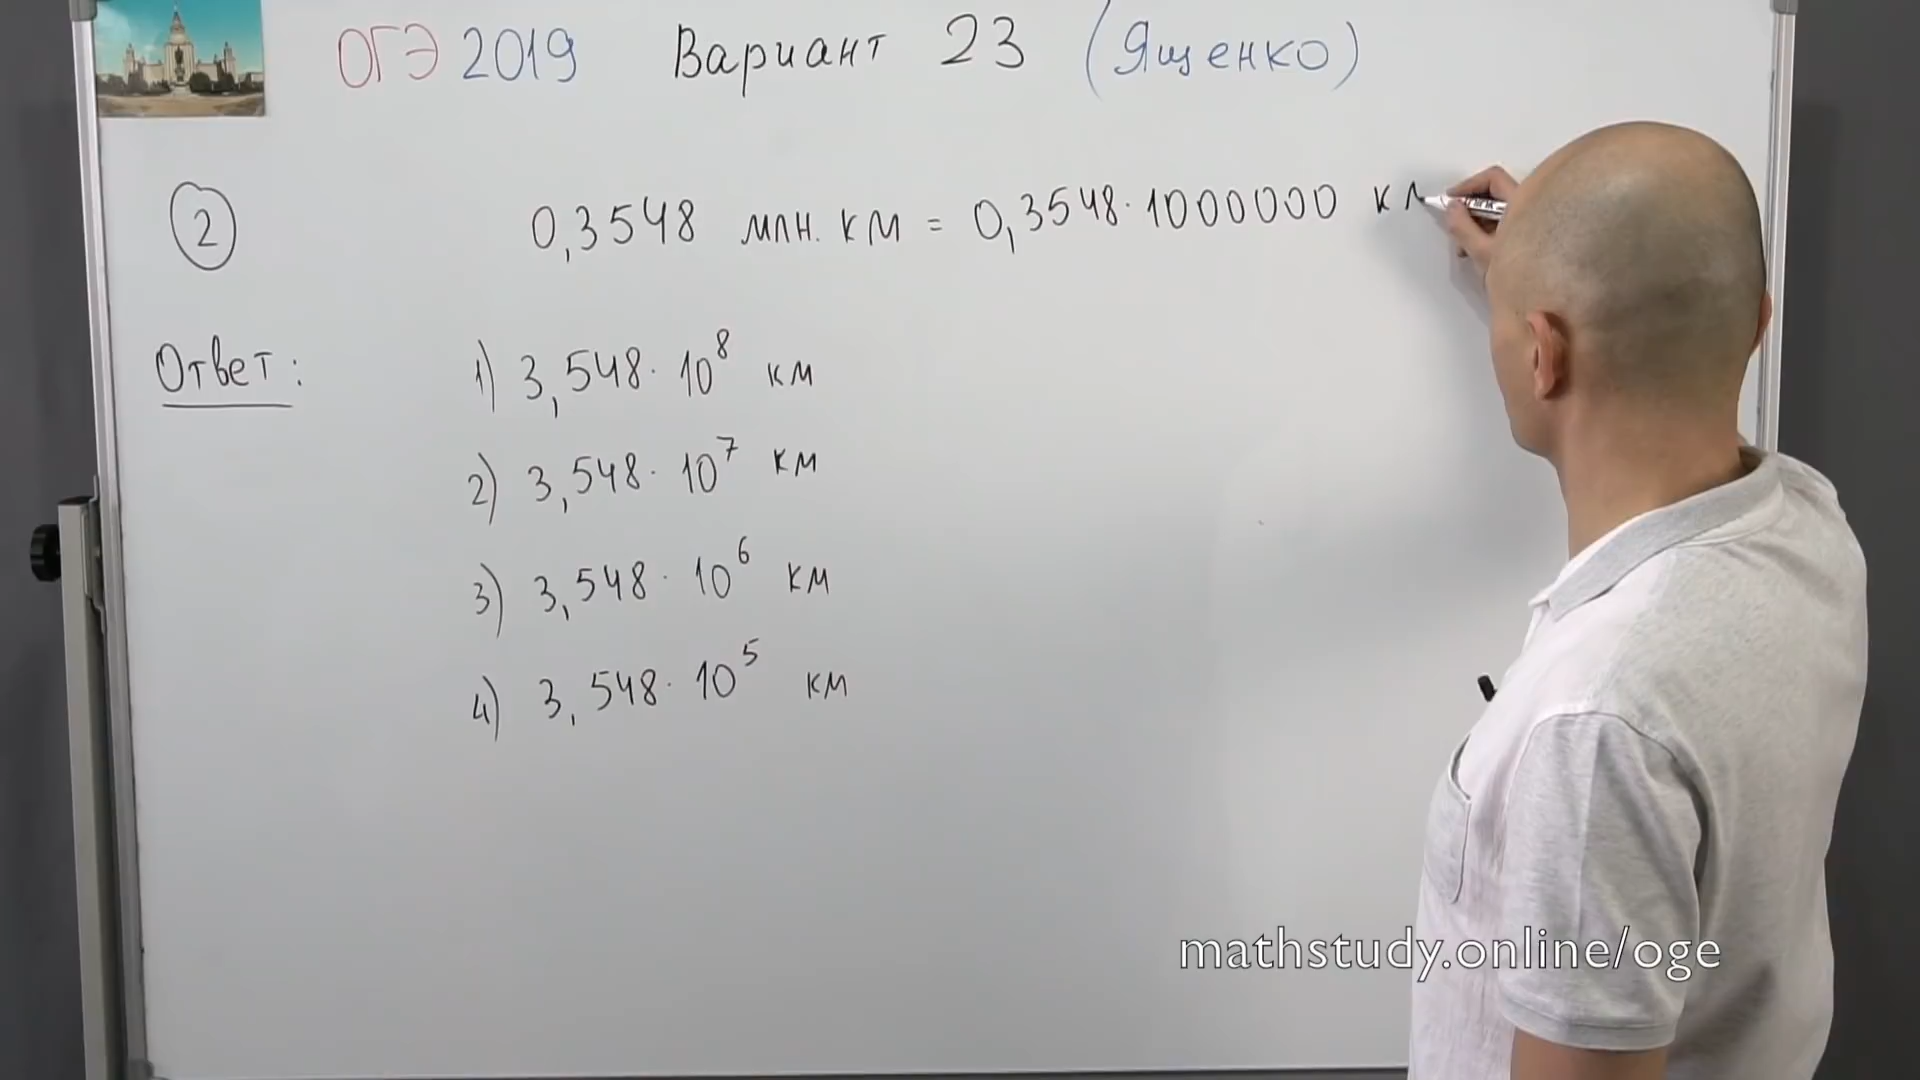 ОГЭ 2019 Вариант 23 (Ященко)
2 0,3548 млн. км = 0,3548 · 1000000 км
Ответ: 1) 3,548 · 10⁸ км
2) 3,548 · 10⁷ км
3) 3,548 · 10⁶ км
4) 3,548 · 10⁵ км
mathstudy.online/oge